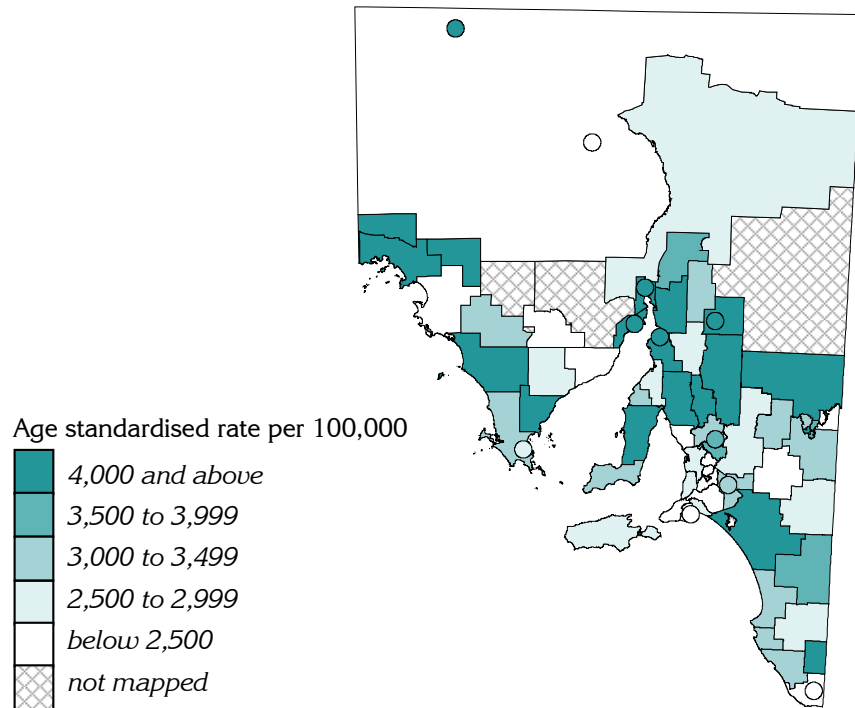 Age standardised rate per 100,000
4,000 and above
3,500 to 3,999
3,000 to 3,499
2,500 to 2,999
below 2,500
not mapped